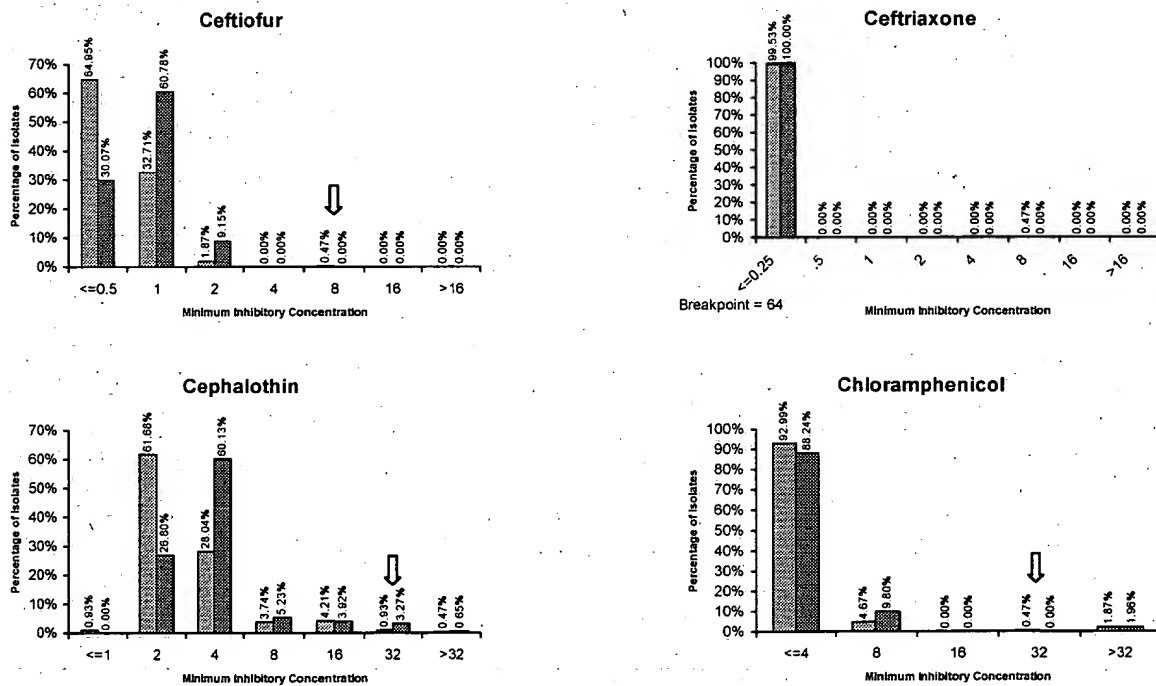 Ceftiofur
Percentage of Isolates
70%
60%
50%
40%
30%
20%
10%
0%
64.95% 30.07% 32.71% 60.78% 1.87% 9.15% 0.00% 0.00% 0.47% 0.00% 0.00% 0.00% 0.00% 0.00%
<=0.5 1 2 4 8 16 >16
Minimum Inhibitory Concentration
Ceftriaxone
Percentage of Isolates
100%
90%
80%
70%
60%
50%
40%
30%
20%
10%
0%
99.53% 100.00% 0.00% 0.00% 0.00% 0.00% 0.00% 0.00% 0.00% 0.00% 0.47% 0.00% 0.00% 0.00% 0.00% 0.00%
<=0.25 .5 1 2 4 8 16 >16
Breakpoint = 64
Minimum Inhibitory Concentration
Cephalothin
Percentage of Isolates
70%
60%
50%
40%
30%
20%
10%
0%
0.93% 0.00% 61.68% 26.80% 28.04% 60.13% 3.74% 5.23% 4.21% 3.92% 0.93% 3.27% 0.47% 0.65%
<=1 2 4 8 16 32 >32
Minimum Inhibitory Concentration
Chloramphenicol
Percentage of Isolates
100%
90%
80%
70%
60%
50%
40%
30%
20%
10%
0%
92.99% 88.24% 4.67% 9.80% 0.00% 0.00% 0.47% 0.00% 1.87% 1.96%
<=4 8 16 32 >32
Minimum Inhibitory Concentration